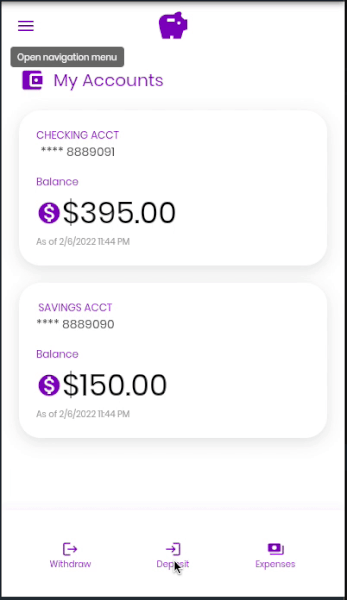 Open navigation menu
My Accounts
CHECKING ACCT
**** 8889091
Balance
$395.00
As of 2/6/2022 11:44 PM
SAVINGS ACCT
**** 8889090
Balance
$150.00
As of 2/6/2022 11:44 PM
Withdraw Deposit Expenses